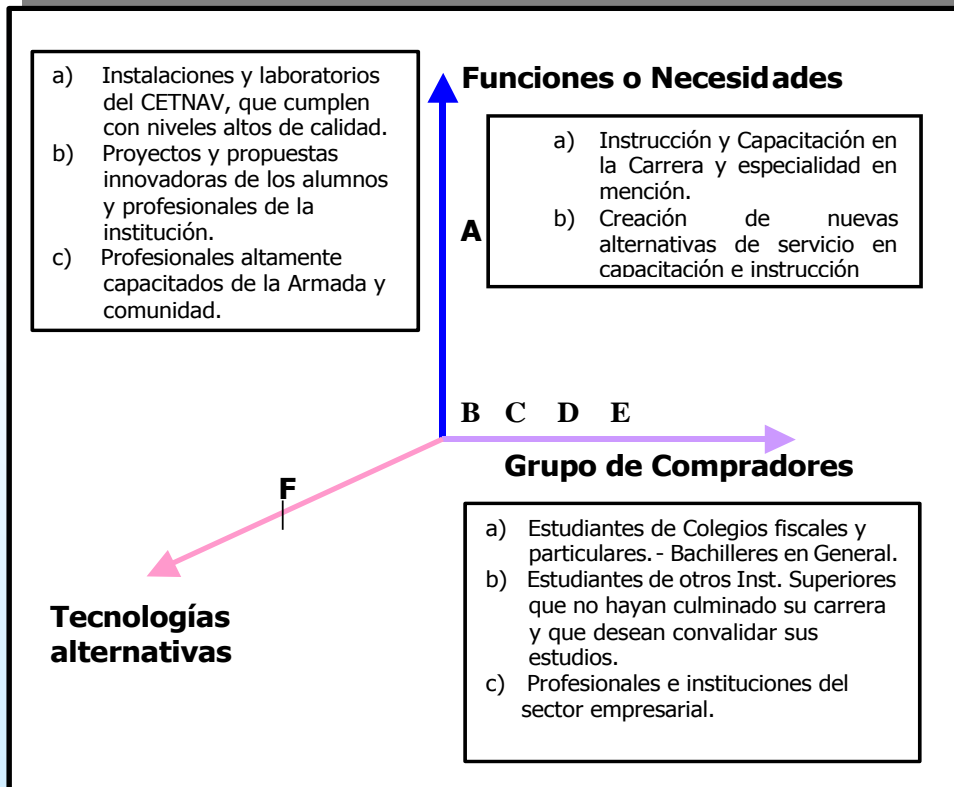 a) Instalaciones y laboratorios
del CETNAV, que cumplen
con niveles altos de calidad.
b) Proyectos y propuestas
innovadoras de los alumnos
y profesionales de la
institución.
c) Profesionales altamente
capacitados de la Armada y
comunidad.
Funciones o Necesidades
a) Instrucción y Capacitación en
la Carrera y especialidad en
mención.
b) Creación de nuevas
alternativas de servicio en
capacitación e instrucción
A
B C D E
Grupo de Compradores
F
Tecnologías
alternativas
a) Estudiantes de Colegios fiscales y
particulares. - Bachilleres en General.
b) Estudiantes de otros Inst. Superiores
que no hayan culminado su carrera
y que desean convalidar sus
estudios.
c) Profesionales e instituciones del
sector empresarial.